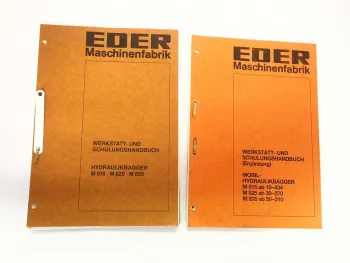 EDER
Maschinenfabrik
WERKSTATT- UND
SCHULUNGSHANDBUCH
HYDRAULIKBAGGER
M 815 · M 825 · M 835
EDER
Maschinenfabrik
WERKSTATT- UND
SCHULUNGSHANDBUCH
(Ergänzung)
MOBIL-
HYDRAULIKBAGGER
M 815 ab 10-434
M 825 ab 30-270
M 835 ab 50-310